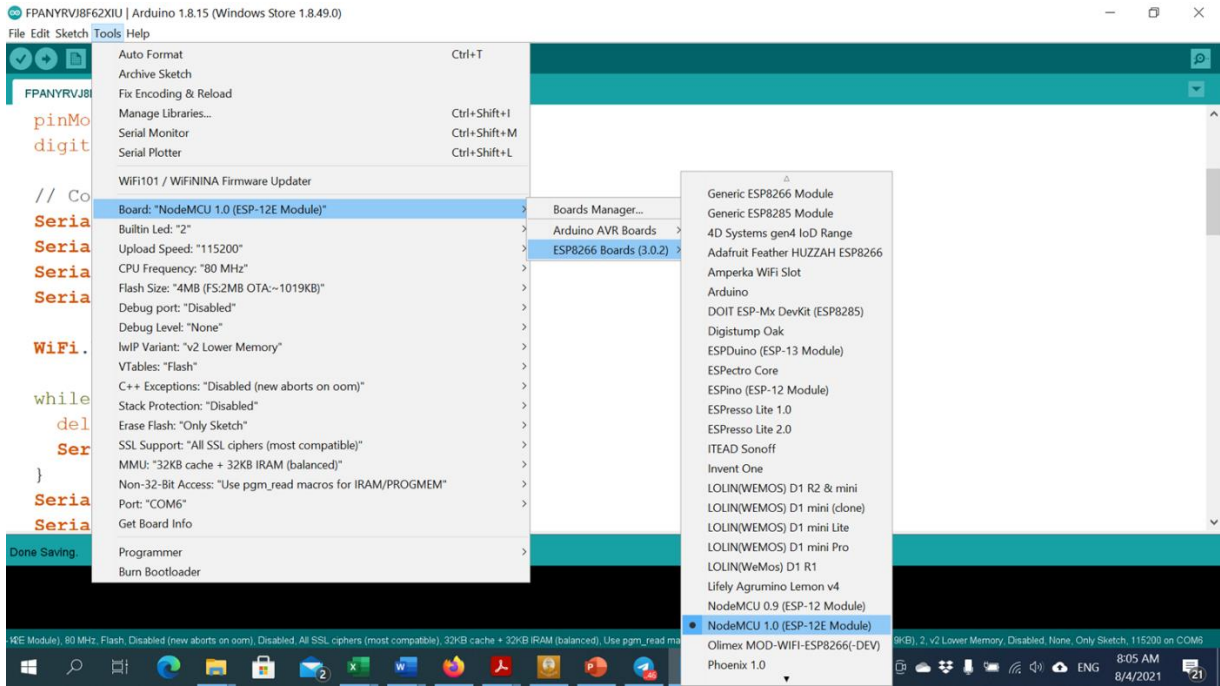 FPANYRVJ8F62XIU | Arduino 1.8.15 (Windows Store 1.8.49.0)
File Edit Sketch Tools Help
FPANYRVJ8
pinMo
digit
// Co
Seria
Seria
Seria
Seria
WiFi.
while
del
Ser
}
Seria
Seria
Auto Format Ctrl+T
Archive Sketch
Fix Encoding & Reload
Manage Libraries... Ctrl+Shift+I
Serial Monitor Ctrl+Shift+M
Serial Plotter Ctrl+Shift+L
WiFi101 / WiFiNINA Firmware Updater
Board: "NodeMCU 1.0 (ESP-12E Module)"
Builtin Led: "2"
Upload Speed: "115200"
CPU Frequency: "80 MHz"
Flash Size: "4MB (FS:2MB OTA:~1019KB)"
Debug port: "Disabled"
Debug Level: "None"
lwIP Variant: "v2 Lower Memory"
VTables: "Flash"
C++ Exceptions: "Disabled (new aborts on oom)"
Stack Protection: "Disabled"
Erase Flash: "Only Sketch"
SSL Support: "All SSL ciphers (most compatible)"
MMU: "32KB cache + 32KB IRAM (balanced)"
Non-32-Bit Access: "Use pgm_read macros for IRAM/PROGMEM"
Port: "COM6"
Get Board Info
Programmer
Burn Bootloader
Boards Manager...
Arduino AVR Boards
ESP8266 Boards (3.0.2)
Generic ESP8266 Module
Generic ESP8285 Module
4D Systems gen4 IoD Range
Adafruit Feather HUZZAH ESP8266
Amperka WiFi Slot
Arduino
DOIT ESP-Mx DevKit (ESP8285)
Digistump Oak
ESPDuino (ESP-13 Module)
ESPectro Core
ESPino (ESP-12 Module)
ESPresso Lite 1.0
ESPresso Lite 2.0
ITEAD Sonoff
Invent One
LOLIN(WEMOS) D1 R2 & mini
LOLIN(WEMOS) D1 mini (clone)
LOLIN(WEMOS) D1 mini Lite
LOLIN(WEMOS) D1 mini Pro
LOLIN(WeMos) D1 R1
Lifely Agrumino Lemon v4
NodeMCU 0.9 (ESP-12 Module)
NodeMCU 1.0 (ESP-12E Module)
Olimex MOD-WIFI-ESP8266(-DEV)
Phoenix 1.0
Done Saving.
Module), 80 MHz, Flash, Disabled (new aborts on oom), Disabled, All SSL ciphers (most compatible), 32KB cache + 32KB IRAM (balanced), Use pgm_read ma 9KB), 2, v2 Lower Memory, Disabled, None, Only Sketch, 115200 on COM6
ENG
8:05 AM
8/4/2021
21